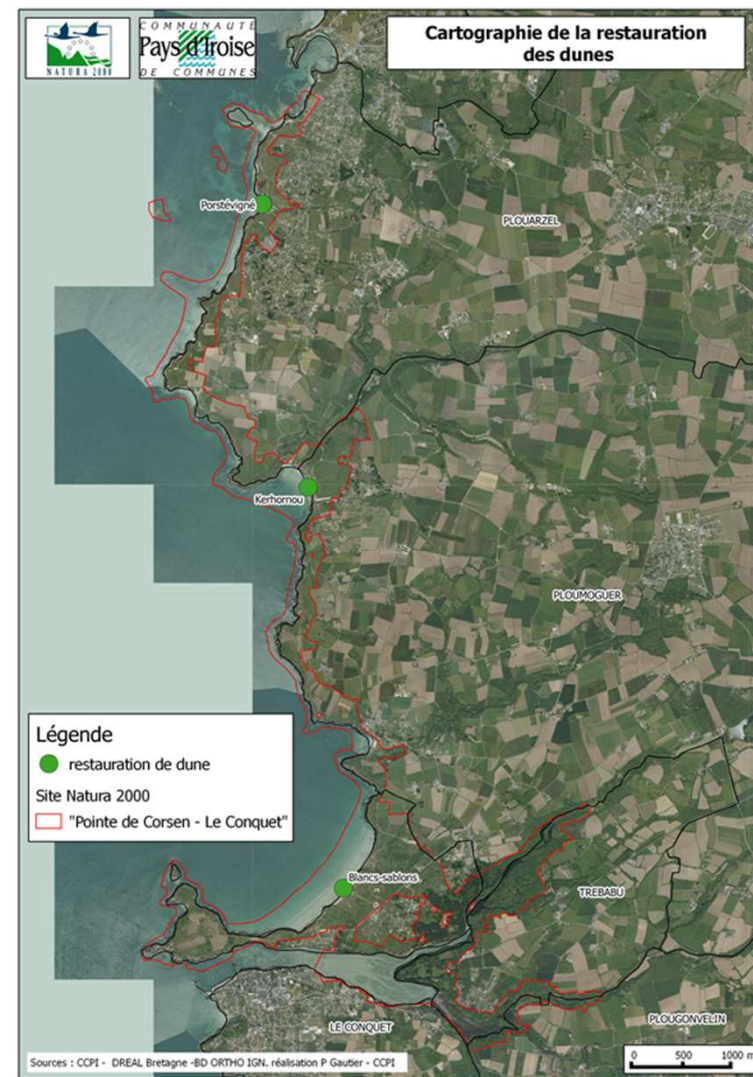 NATURA 2000
COMMUNAUTÉ
Pays d'Iroise
DE COMMUNES
Cartographie de la restauration
des dunes
Porstévigné
PLOUARZEL
Kerhornou
PLOUMOGUER
Légende
restauration de dune
Site Natura 2000
"Pointe de Corsen - Le Conquet"
Blancs-sablons
TREBABU
LE CONQUET
PLOUGONVELIN
Sources : CCPI - DREAL Bretagne -BD ORTHO IGN. réalisation P Gautier - CCPI
0 500 1000 m